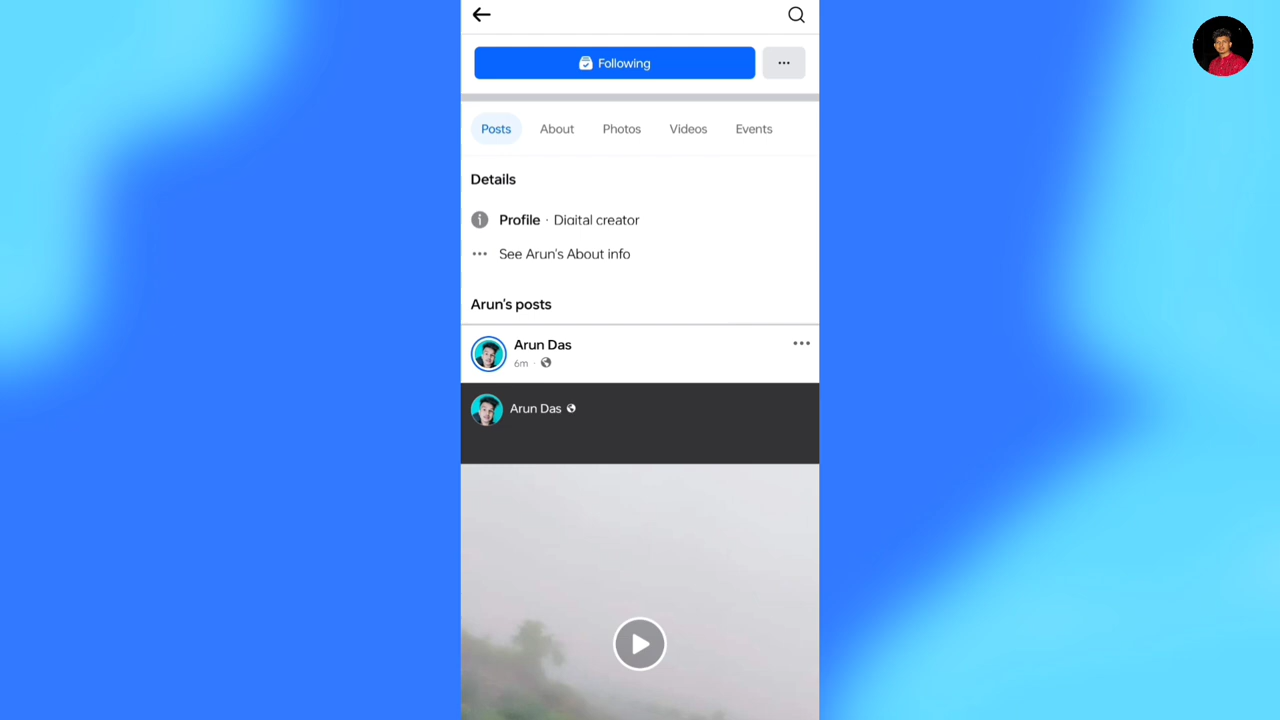 Following
Posts About Photos Videos Events
Details
Profile · Digital creator
See Arun's About info
Arun's posts
Arun Das
6m ·
Arun Das